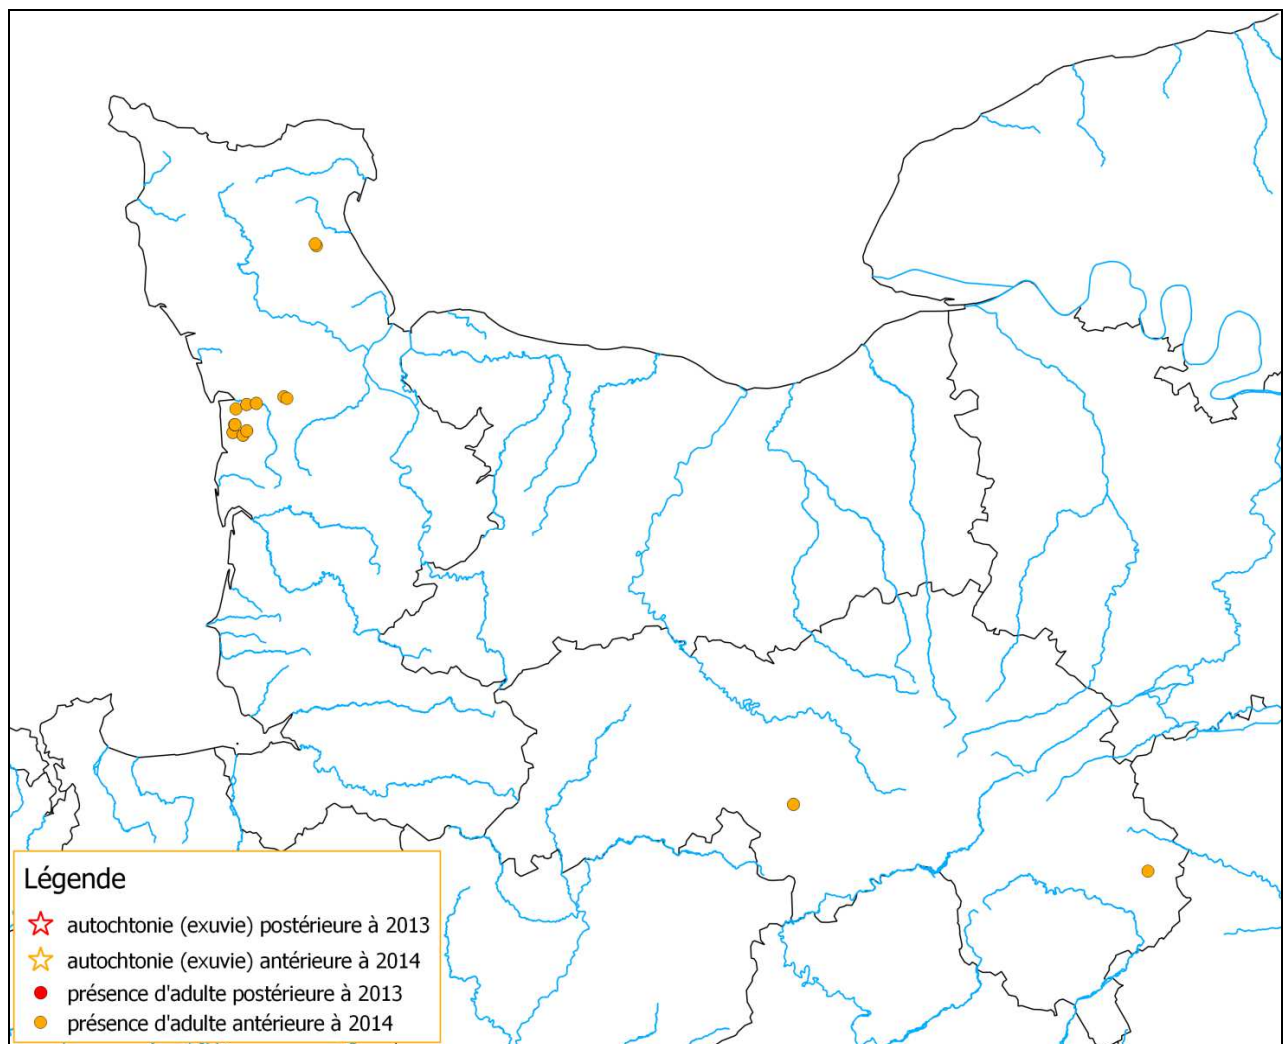 Légende
autochtonie (exuvie) postérieure à 2013
autochtonie (exuvie) antérieure à 2014
présence d'adulte postérieure à 2013
présence d'adulte antérieure à 2014